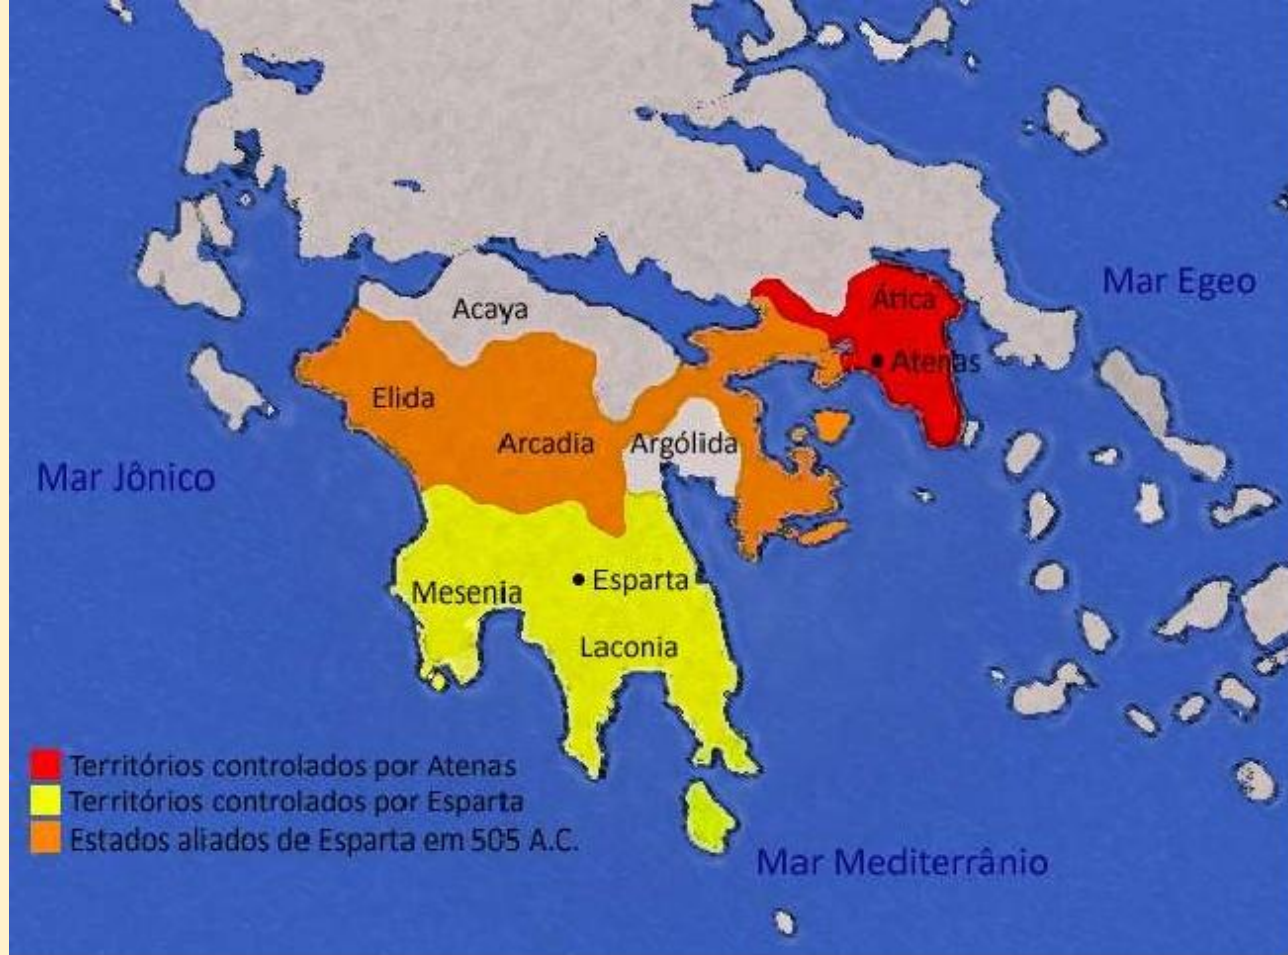 Mar Egeo
Ática
Acaya
Atenas
Elida
Arcadia
Argólida
Mar Jônico
Esparta
Mesenia
Laconia
Territórios controlados por Atenas
Territórios controlados por Esparta
Estados aliados de Esparta em 505 A.C.
Mar Mediterrânio